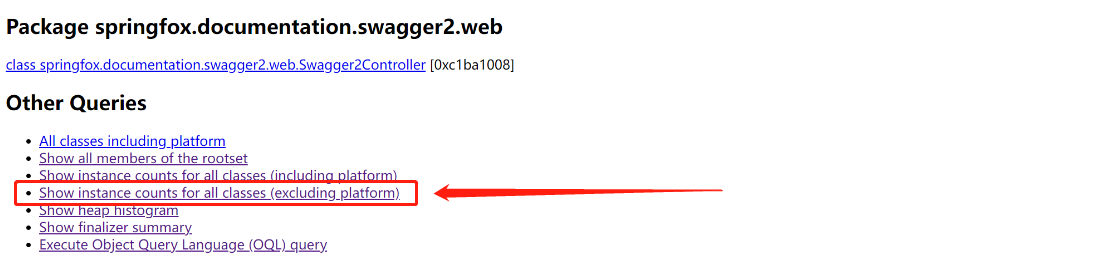 Package springfox.documentation.swagger2.web
class springfox.documentation.swagger2.web.Swagger2Controller [0xc1ba1008]
Other Queries
All classes including platform
Show all members of the rootset
Show instance counts for all classes (including platform)
Show instance counts for all classes (excluding platform)
Show heap histogram
Show finalizer summary
Execute Object Query Language (OQL) query